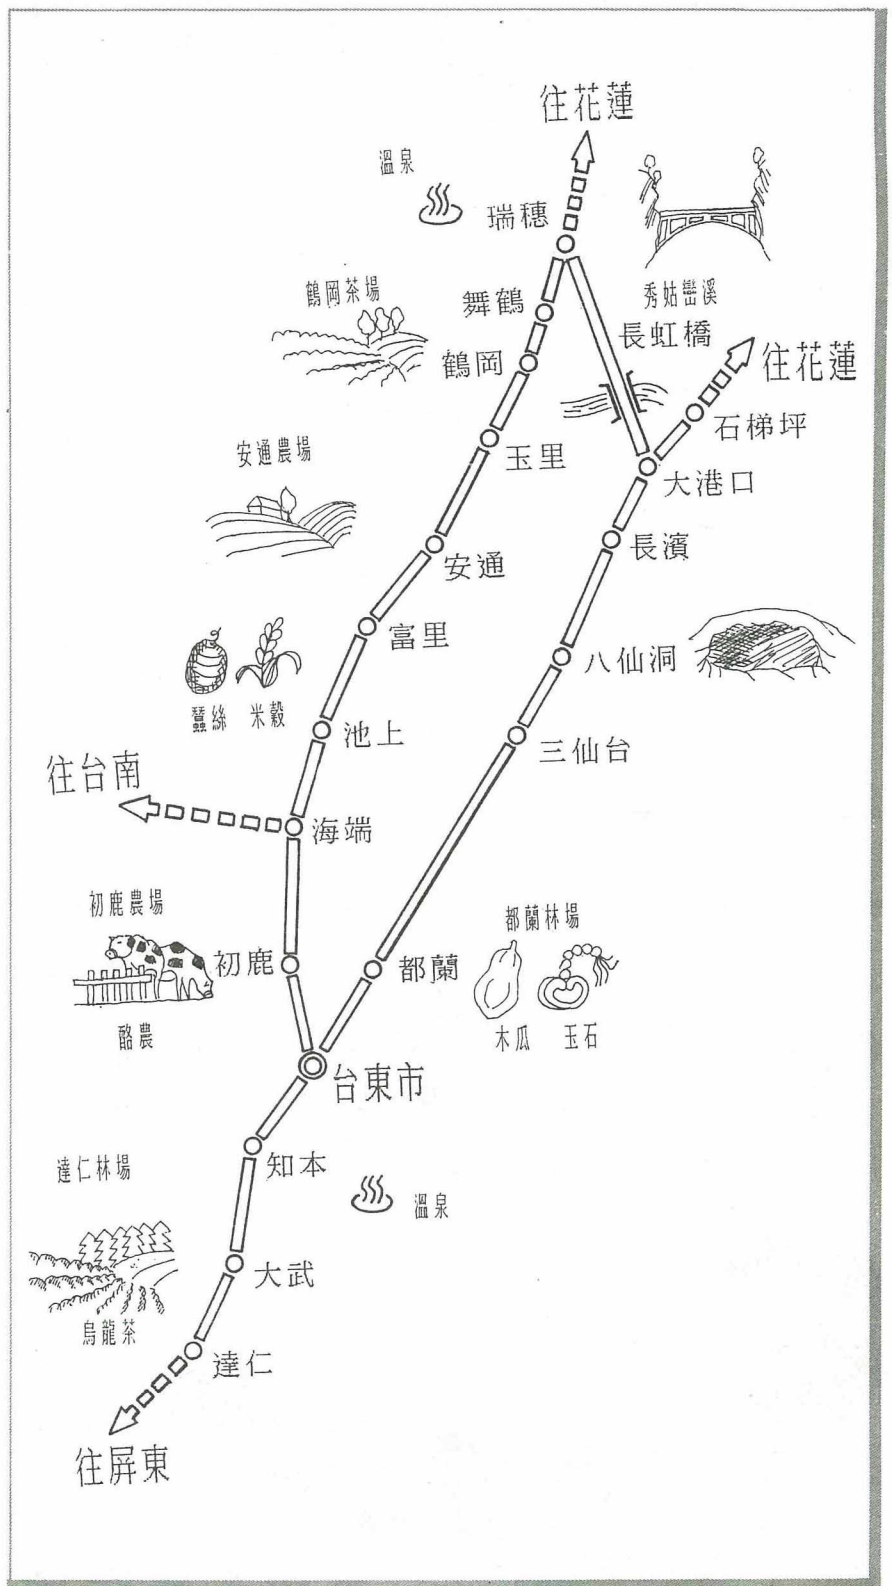 往花蓮
溫泉
瑞穗
秀姑巒溪
鶴岡茶場
舞鶴
長虹橋
往花蓮
鶴岡
石梯坪
安通農場
玉里
大港口
長濱
安通
富里
八仙洞
蠶絲
米穀
池上
三仙台
往台南
海端
初鹿農場
都蘭林場
初鹿
都蘭
酪農
木瓜
玉石
台東市
達仁林場
知本
溫泉
大武
烏龍茶
達仁
往屏東